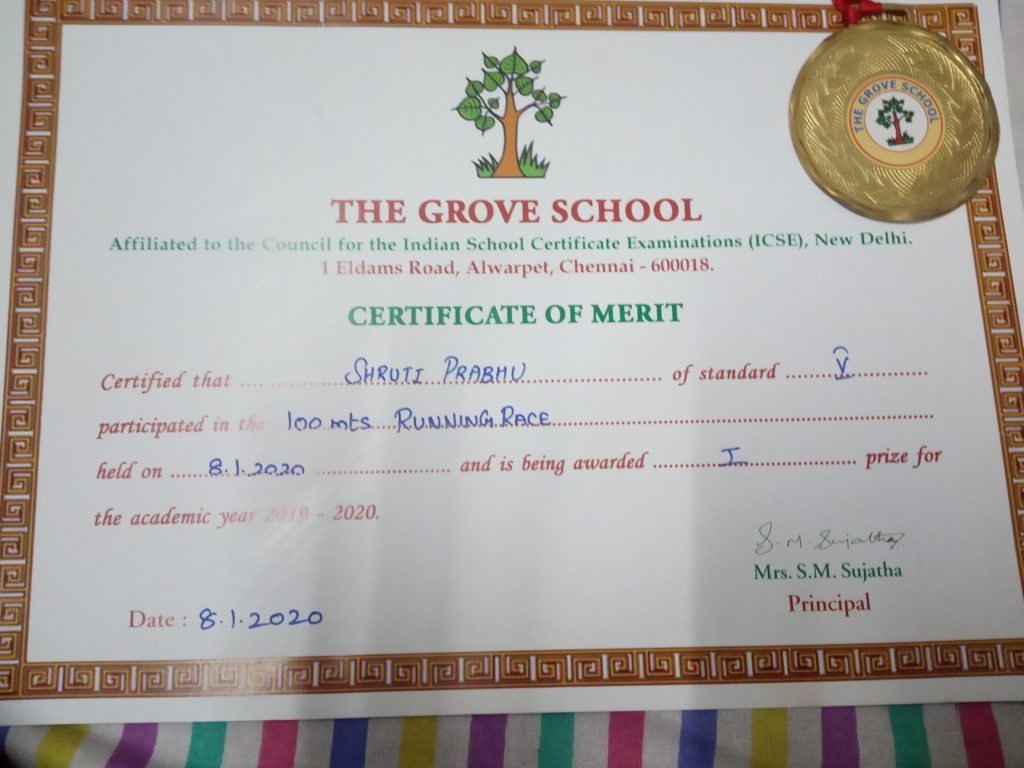 THE GROVE SCHOOL
THE GROVE SCHOOL
Affiliated to the Council for the Indian School Certificate Examinations (ICSE), New Delhi.
1 Eldams Road, Alwarpet, Chennai - 600018.
CERTIFICATE OF MERIT
Certified that SHRUTI PRABHU of standard V
participated in the 100 mts RUNNING RACE
held on 8.1.2020 and is being awarded I prize for
the academic year 2019 - 2020.
S. M. Sujatha
Mrs. S.M. Sujatha
Principal
Date : 8.1.2020